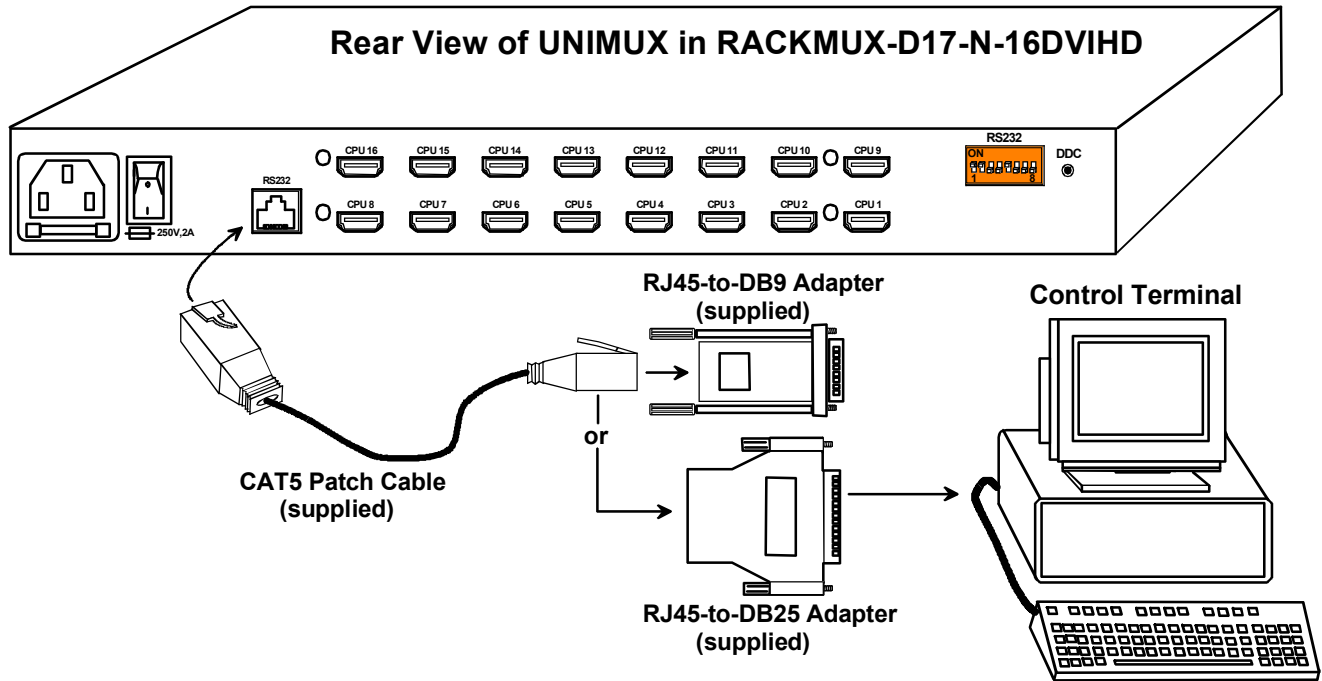 Rear View of UNIMUX in RACKMUX-D17-N-16DVIHD
RS232
ON
1 8
DDC
CPU 16 CPU 15 CPU 14 CPU 13 CPU 12 CPU 11 CPU 10 CPU 9
RS232
CPU 8 CPU 7 CPU 6 CPU 5 CPU 4 CPU 3 CPU 2 CPU 1
250V,2A
RJ45-to-DB9 Adapter
(supplied)
Control Terminal
or
CAT5 Patch Cable
(supplied)
RJ45-to-DB25 Adapter
(supplied)